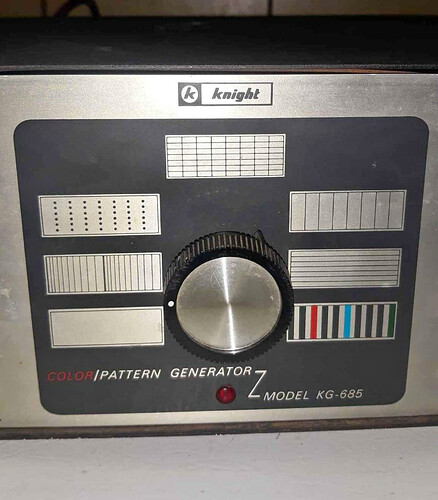 k knight
COLOR/PATTERN GENERATOR
MODEL KG-685